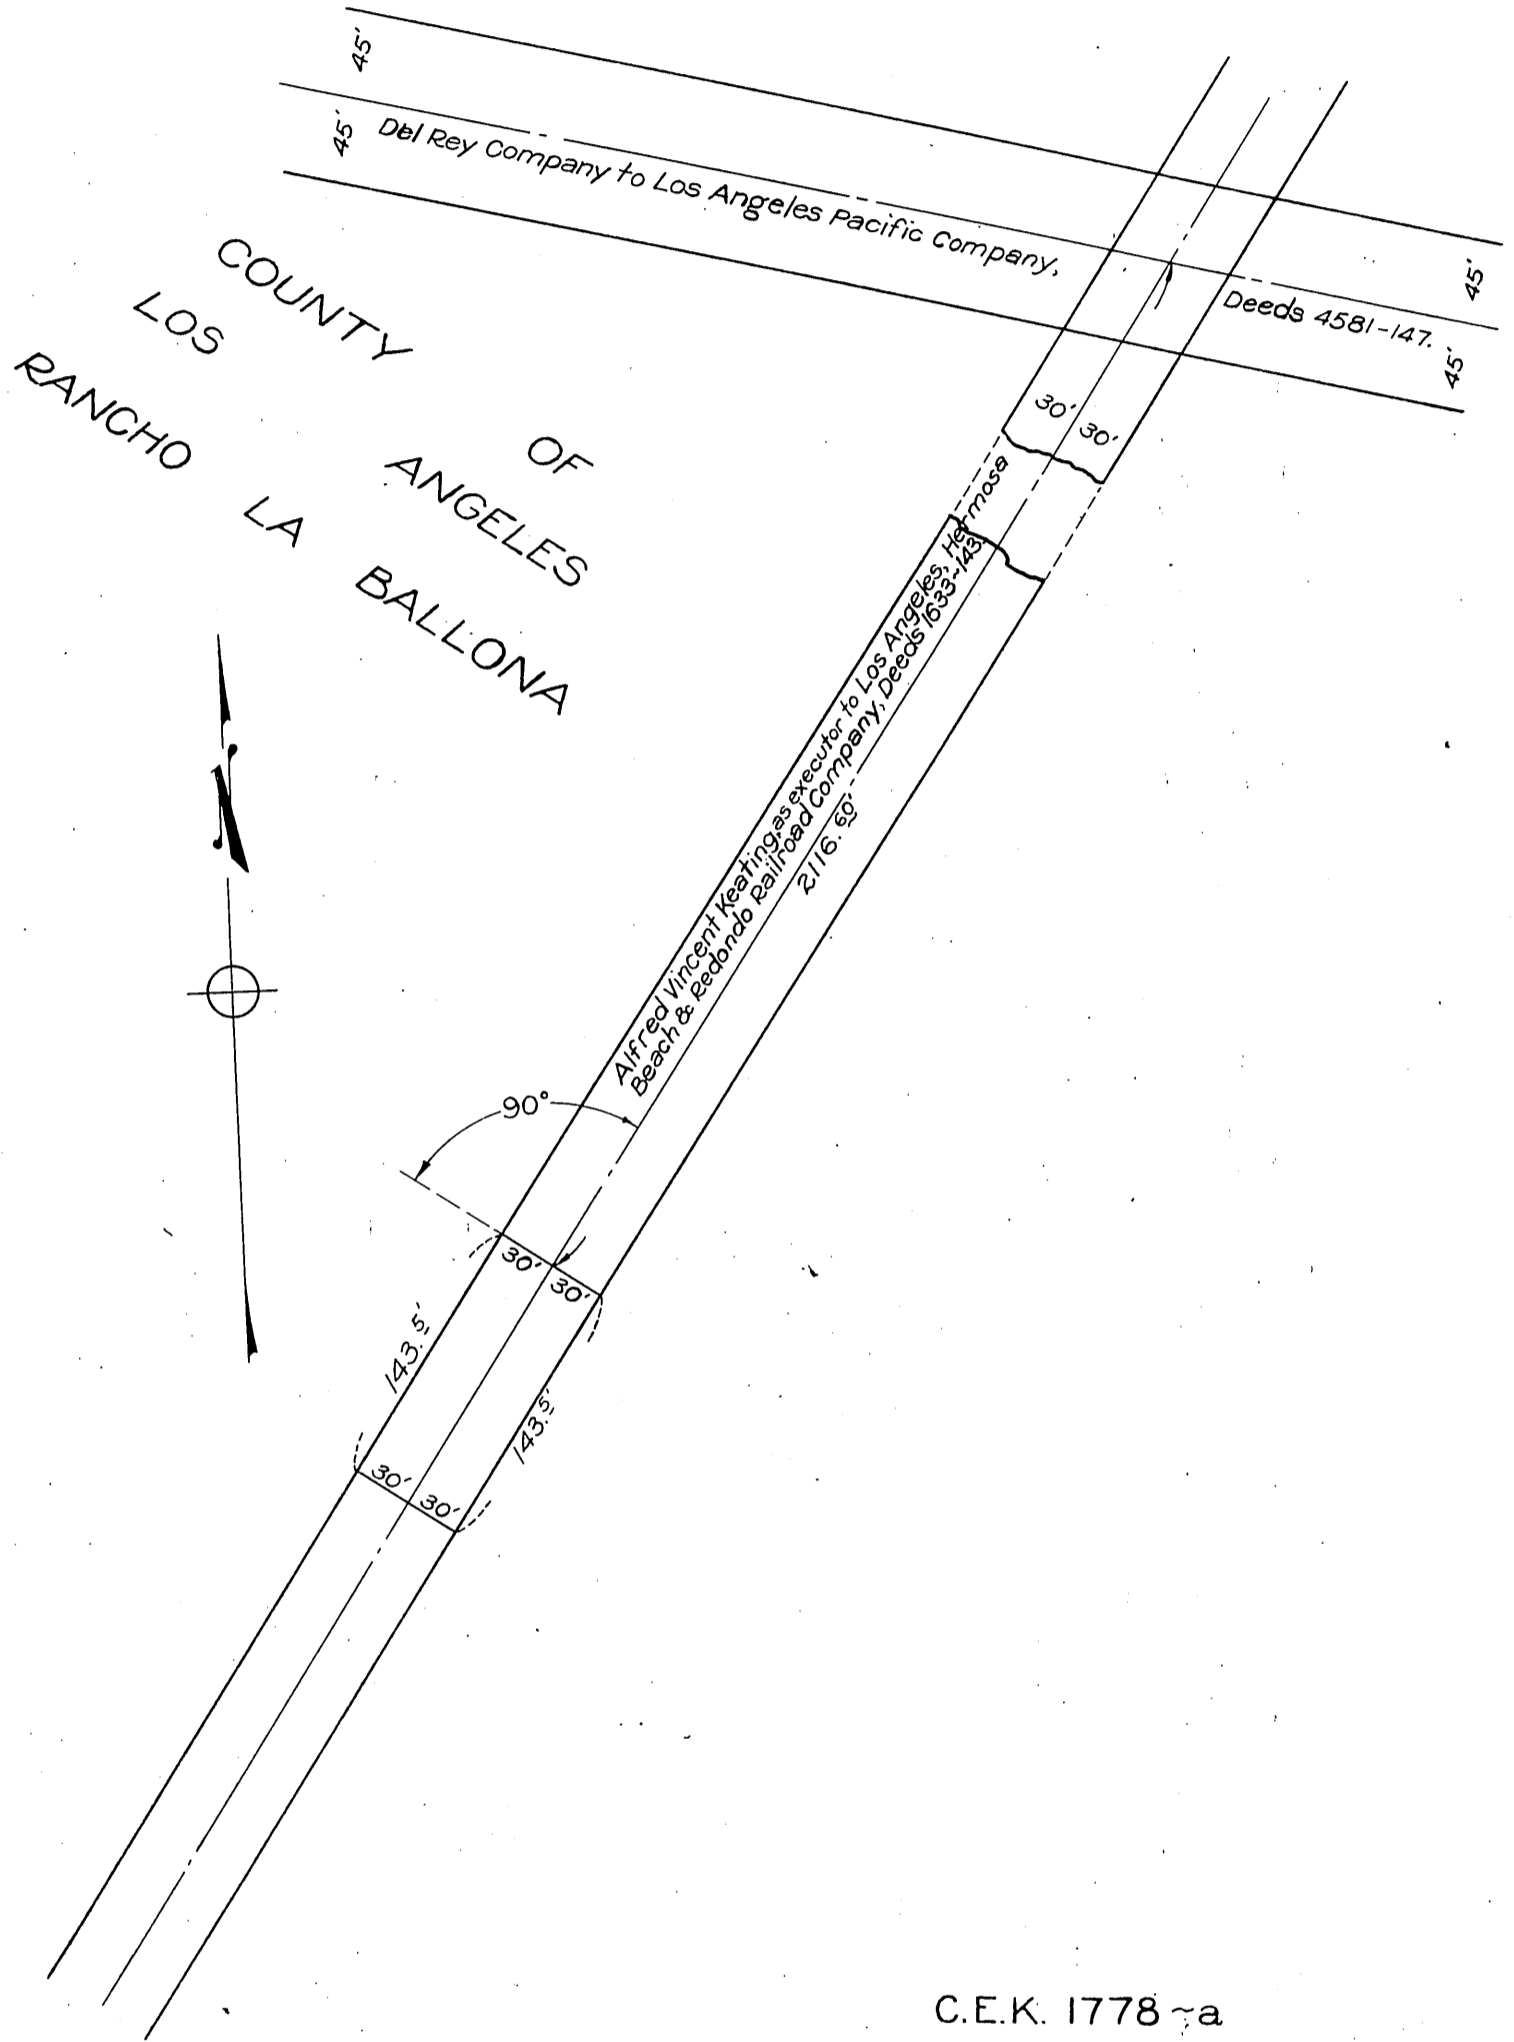 45'
45'
Del Rey Company to Los Angeles Pacific Company,
Deeds 4581-147.
45'
45'
COUNTY OF
LOS ANGELES
RANCHO LA BALLONA
30' 30'
Alfred Vincent Keating, as executor to Los Angeles, Hermosa
Beach & Redondo Railroad Company, Deeds 1633~143.
2116.60'
N
90°
30' 30'
143.5'
143.5'
30' 30'
C.E.K. 1778~a